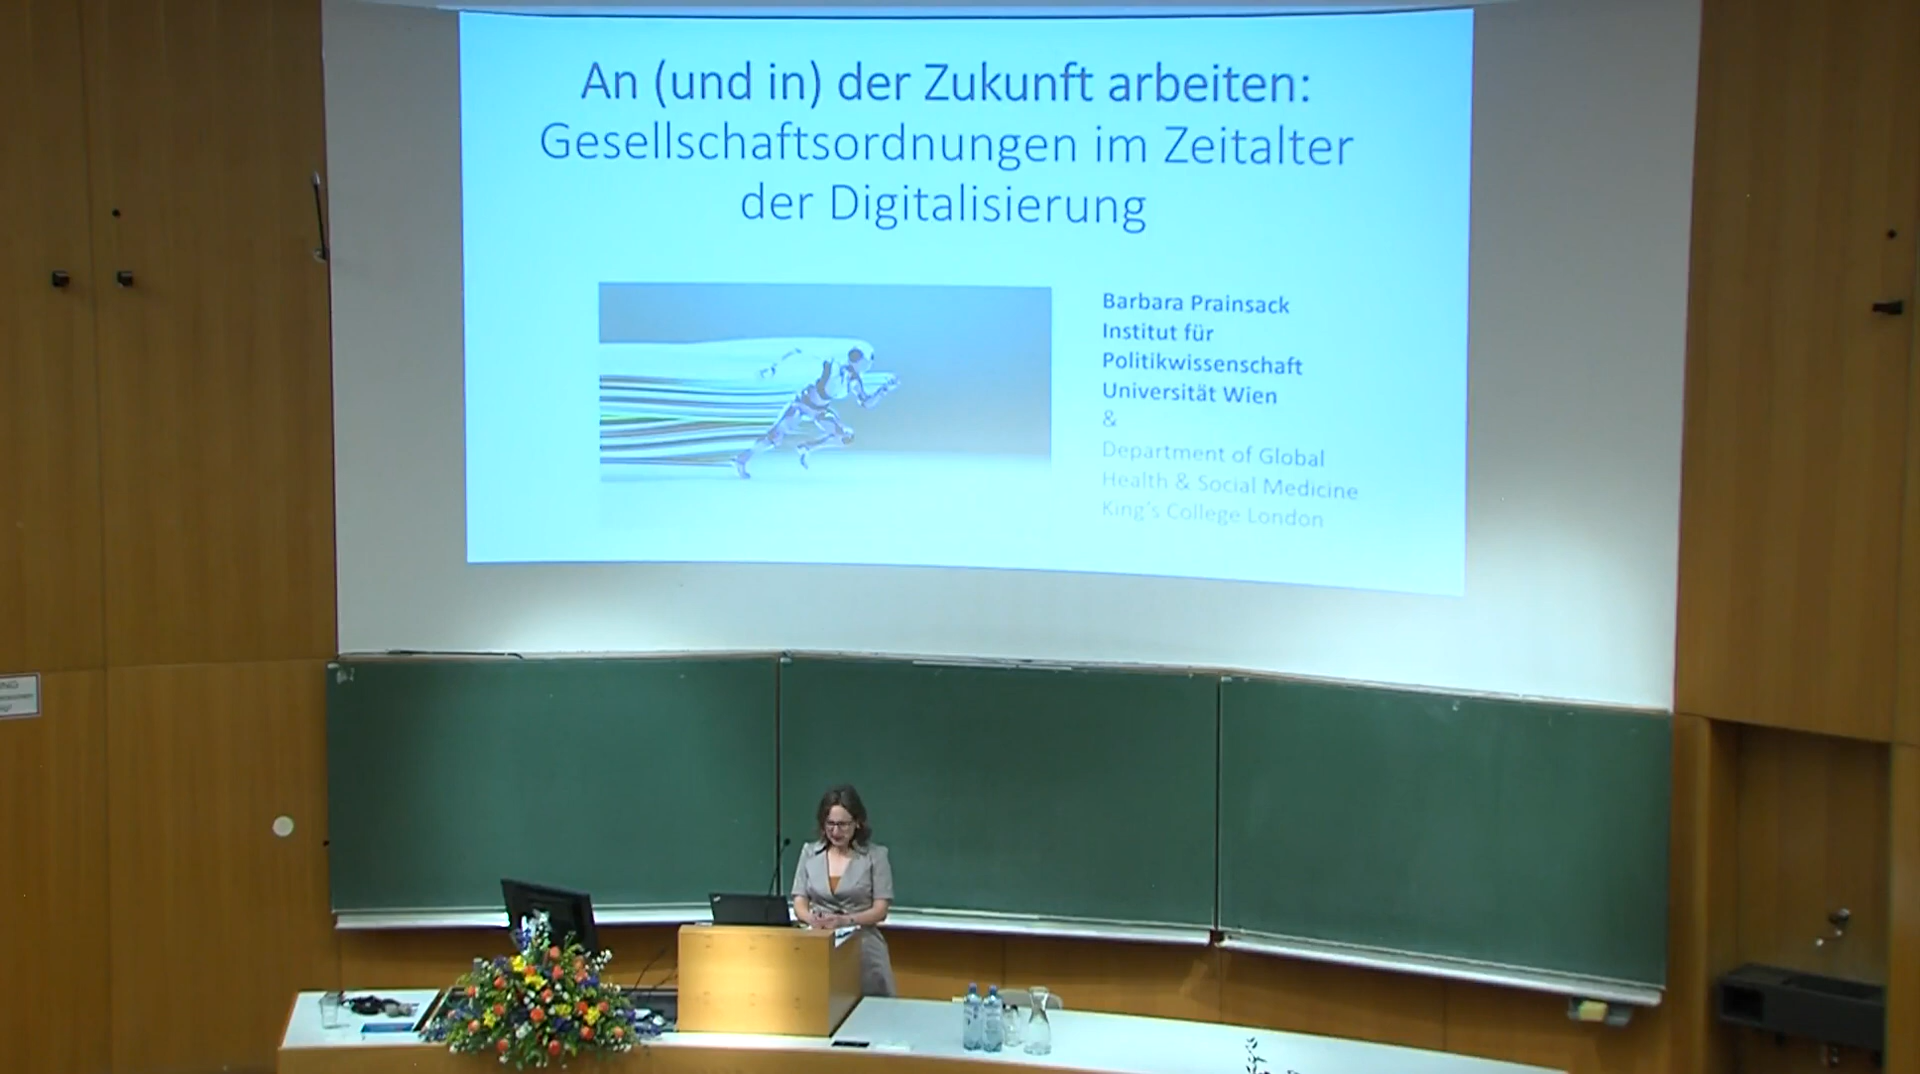 An (und in) der Zukunft arbeiten:
Gesellschaftsordnungen im Zeitalter
der Digitalisierung
Barbara Prainsack
Institut für
Politikwissenschaft
Universität Wien
&
Department of Global
Health & Social Medicine
King's College London